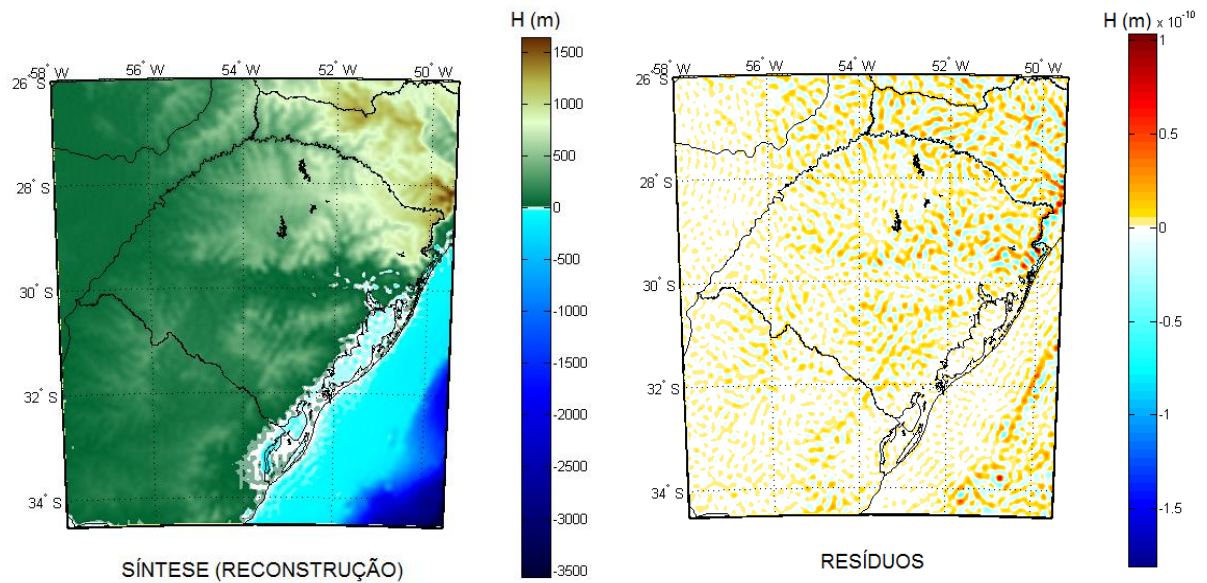 H (m)
58° W
56° W
54° W
52° W
50° W
26° S
28° S
30° S
32° S
34° S
1500
1000
500
0
-500
-1000
-1500
-2000
-2500
-3000
-3500
SÍNTESE (RECONSTRUÇÃO)
H (m) x 10^-10
58° W
56° W
54° W
52° W
50° W
26° S
28° S
30° S
32° S
34° S
1
0.5
0
-0.5
-1
-1.5
RESÍDUOS